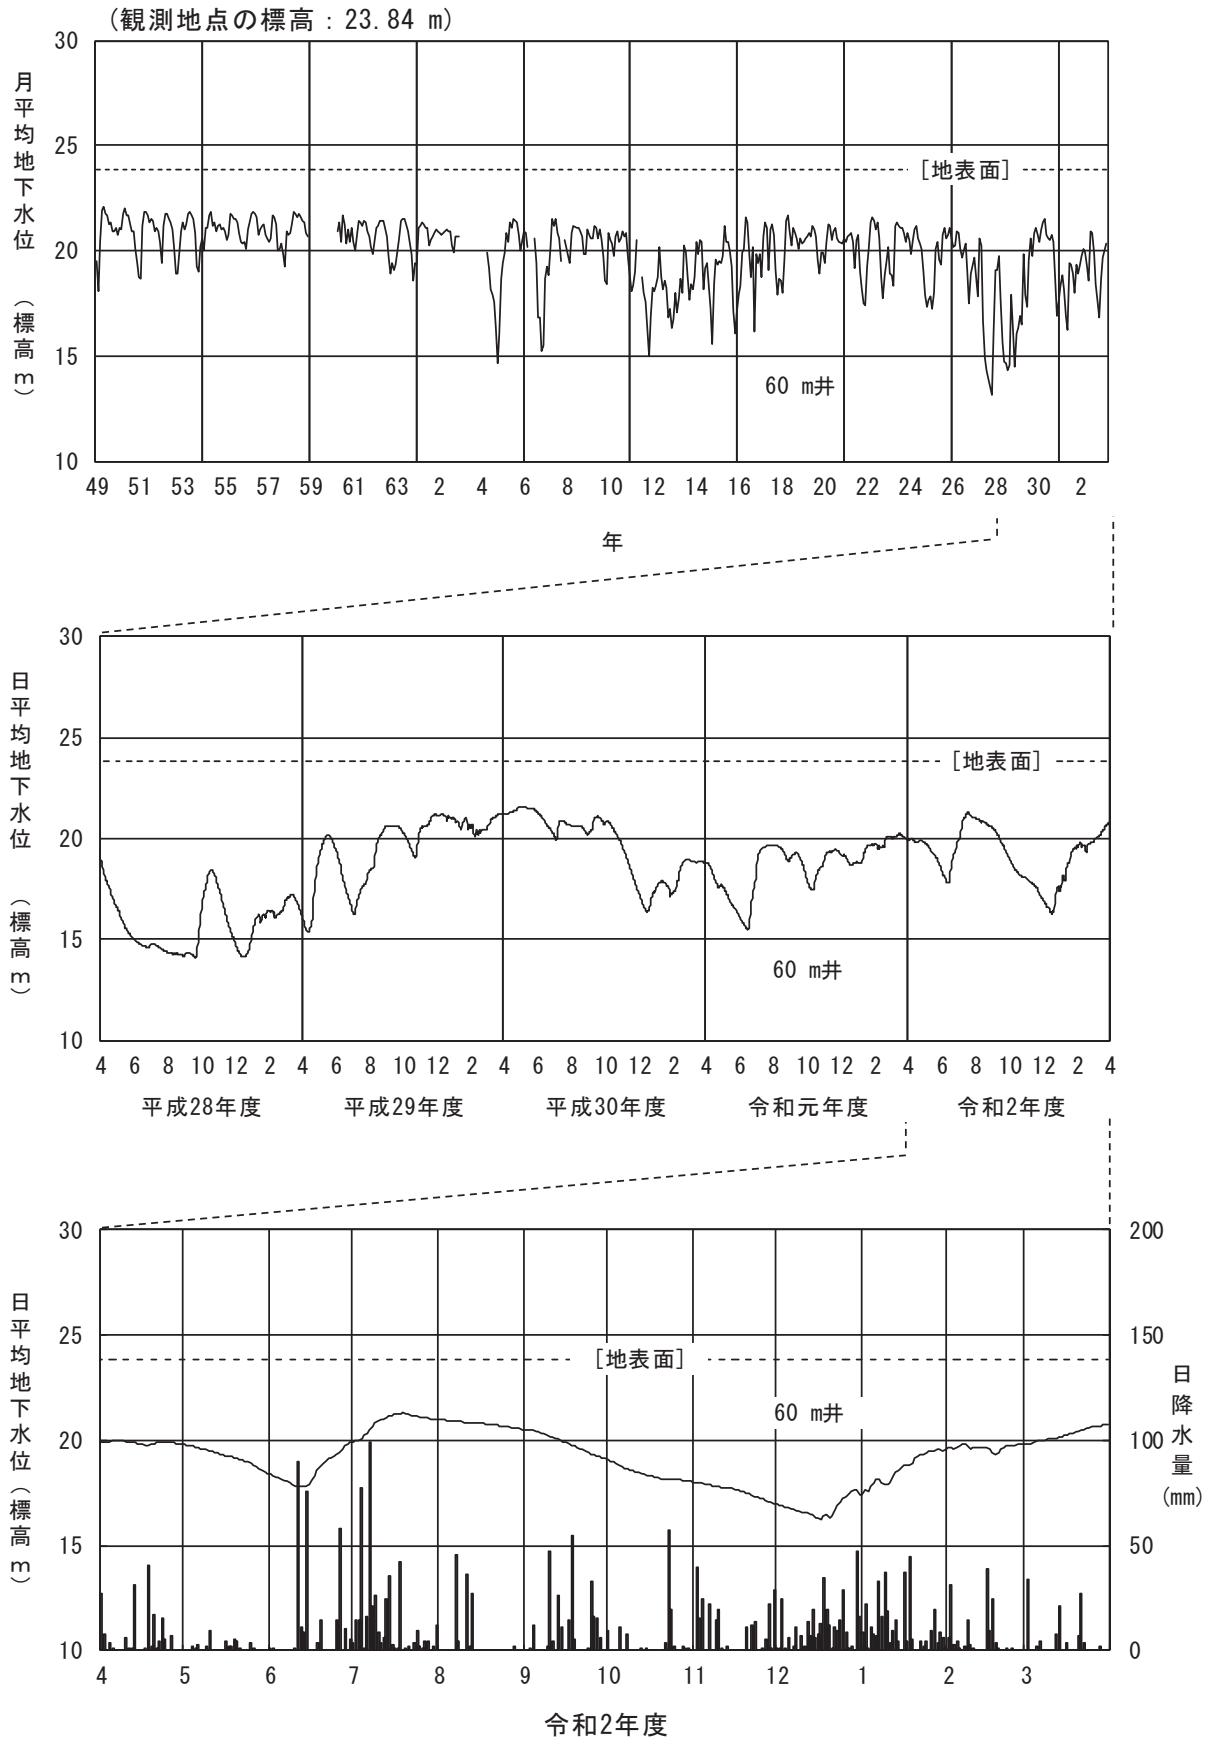 (観測地点の標高：23.84 m)
月平均地下水位（標高m）
30
25
20
15
10
[地表面]
60 m井
49 51 53 55 57 59 61 63 2 4 6 8 10 12 14 16 18 20 22 24 26 28 30 2
年
日平均地下水位（標高m）
30
25
20
15
10
[地表面]
60 m井
4 6 8 10 12 2 4 6 8 10 12 2 4 6 8 10 12 2 4 6 8 10 12 2 4 6 8 10 12 2 4
平成28年度 平成29年度 平成30年度 令和元年度 令和2年度
日平均地下水位（標高m）
30
25
20
15
10
[地表面]
60 m井
200
150
100
50
0
日降水量
(mm)
4 5 6 7 8 9 10 11 12 1 2 3
令和2年度